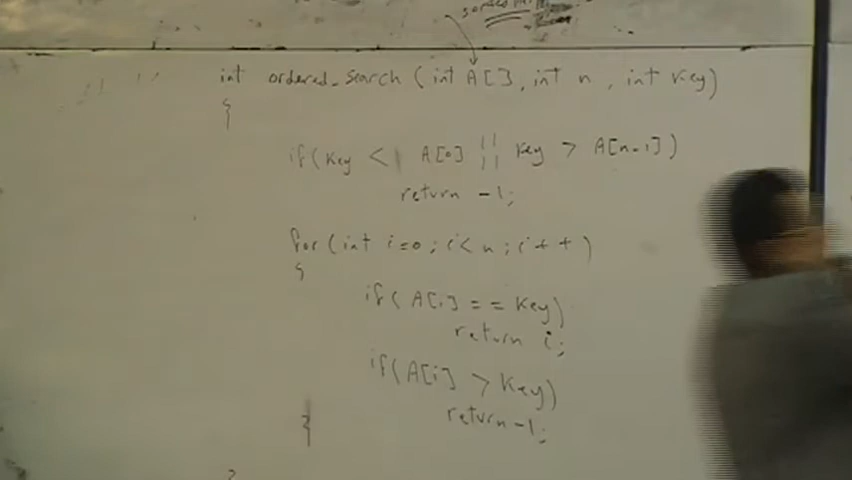 int ordered_search (int A[], int n, int key)
{
if(key < A[0] || key > A[n-1])
return -1;
for(int i=0; i<n; i++)
{
if(A[i] == key)
return i;
if(A[i] > key)
return -1;
}
}